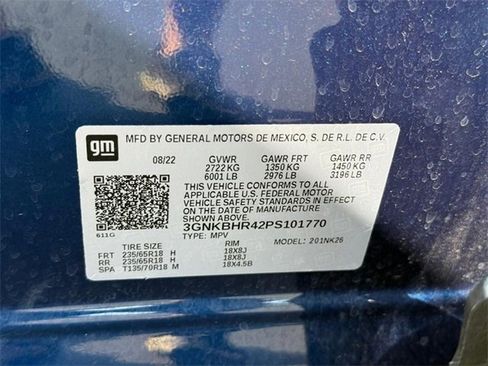 gm
MFD BY GENERAL MOTORS DE MEXICO, S. DE R.L. DE C.V.
08/22 GVWR GAWR FRT GAWR RR
2722 KG 1350 KG 1450 KG
6001 LB 2976 LB 3196 LB
THIS VEHICLE CONFORMS TO ALL
APPLICABLE U.S. FEDERAL MOTOR
VEHICLE SAFETY STANDARDS IN EFFECT ON THE
DATE OF MANUFACTURE SHOWN ABOVE.
3GNKBHR42PS101770
611G TYPE: MPV MODEL: 201NK26
TIRE SIZE RIM
FRT 235/65R18 H 18X8J
RR 235/65R18 H 18X8J
SPA T135/70R18 M 18X4.5B